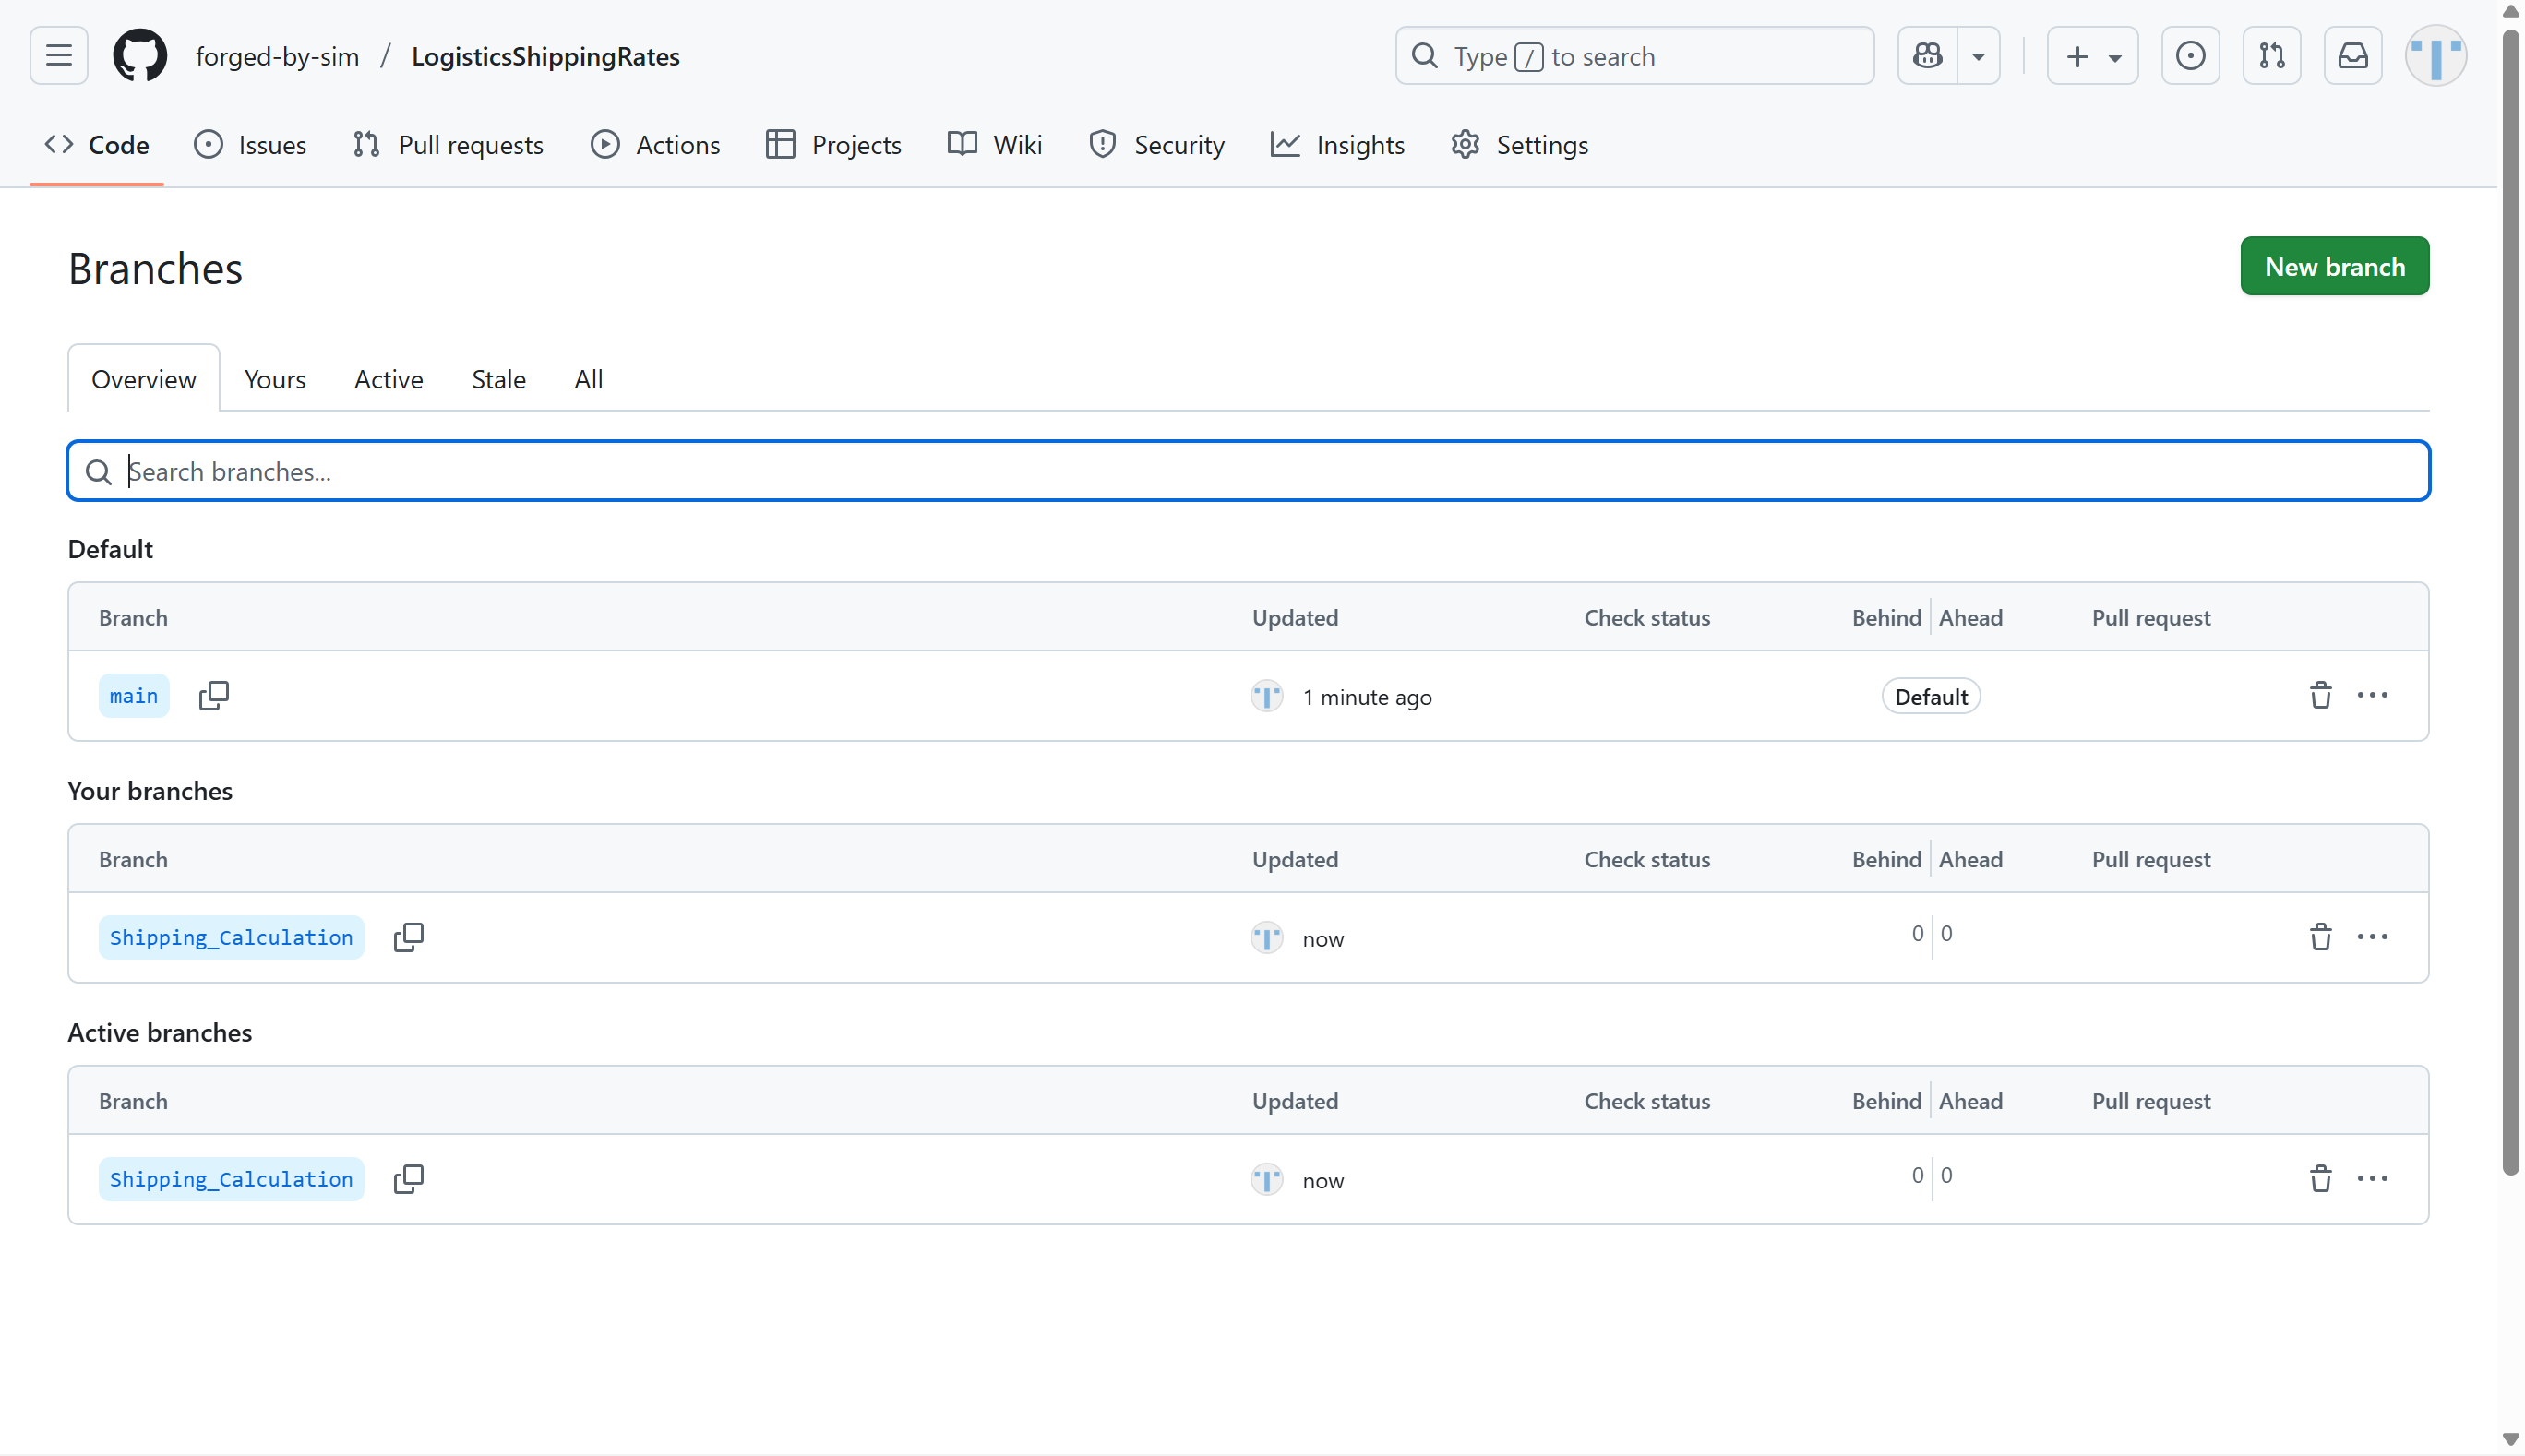 forged-by-sim / LogisticsShippingRates
Type / to search
Code Issues Pull requests Actions Projects Wiki Security Insights Settings
Branches
New branch
Overview Yours Active Stale All
Search branches...
Default
Branch Updated Check status Behind Ahead Pull request
main 1 minute ago Default
Your branches
Branch Updated Check status Behind Ahead Pull request
Shipping_Calculation now 0 0
Active branches
Branch Updated Check status Behind Ahead Pull request
Shipping_Calculation now 0 0